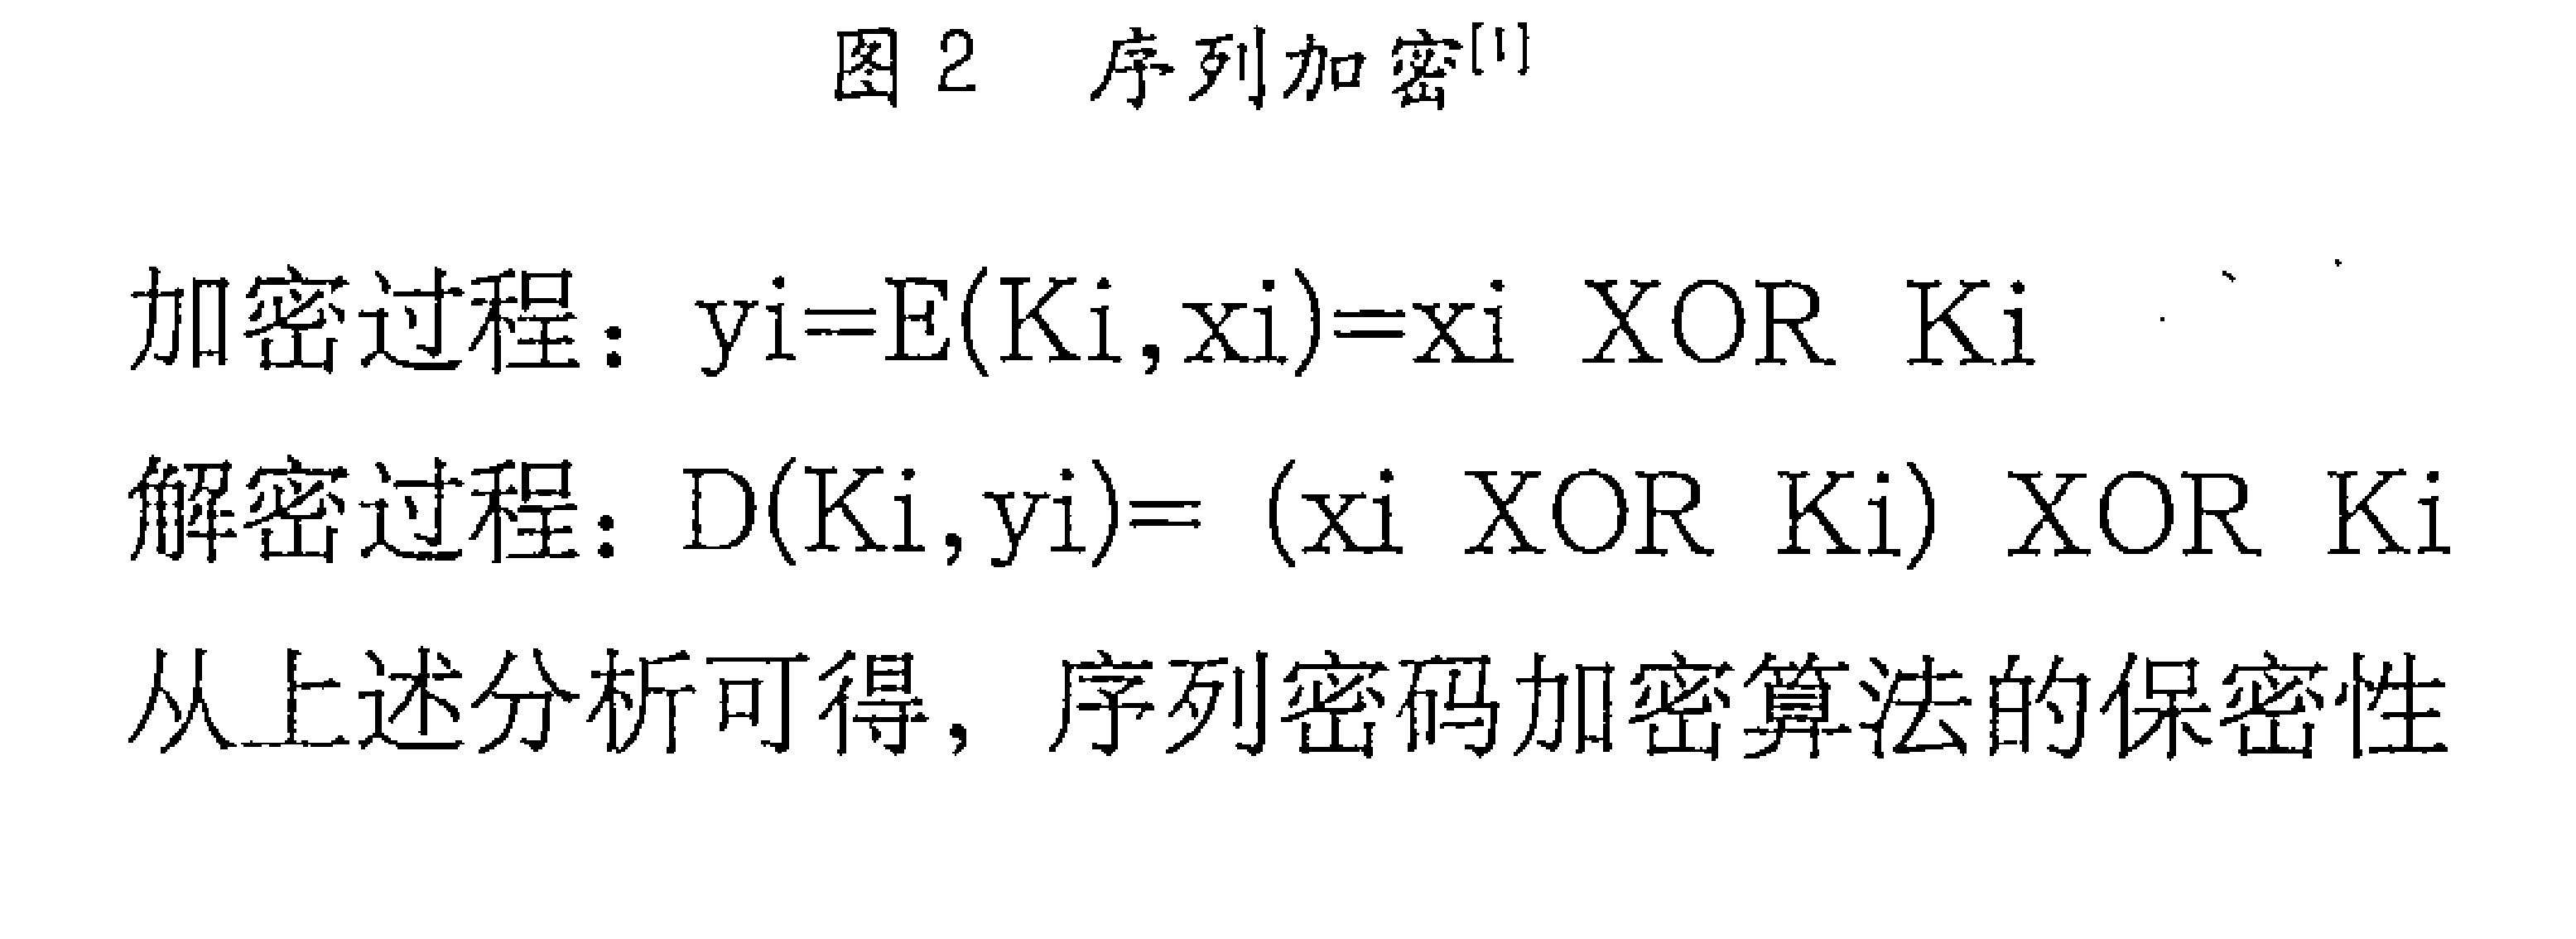 图 2 序列加密[1]
加密过程：yi=E(Ki,xi)=xi XOR Ki
解密过程：D(Ki,yi)= (xi XOR Ki) XOR Ki
从上述分析可得，序列密码加密算法的保密性